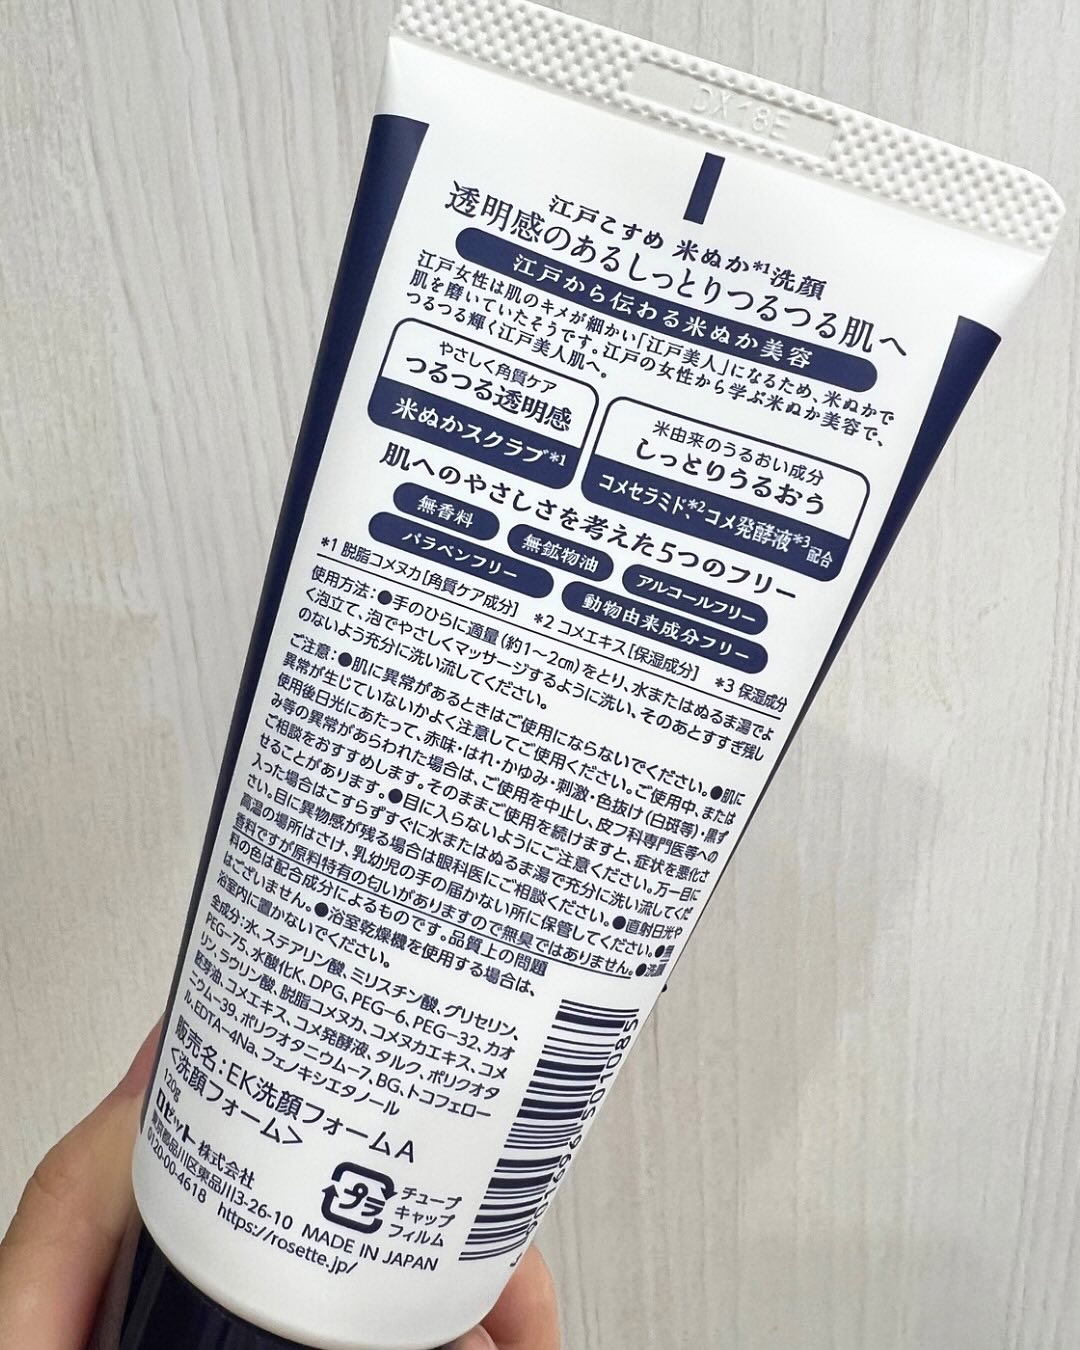 DX 18E
江戸こすめ 米ぬか*1洗顔
透明感のあるしっとりつるつる肌へ
江戸から伝わる米ぬか美容
江戸女性は肌のキメが細かい「江戸美人」になるため、米ぬかで
肌を磨いていたそうです。江戸の女性から学ぶ米ぬか美容で、
つるつる輝く江戸美人肌へ。
やさしく角質ケア
つるつる透明感
米ぬかスクラブ*1
米由来のうるおい成分
しっとりうるおう
コメセラミド、*2コメ発酵液*3配合
肌へのやさしさを考えた5つのフリー
無香料
無鉱物油
アルコールフリー
パラベンフリー
動物由来成分フリー
*1 脱脂コメヌカ[角質ケア成分] *2 コメエキス[保湿成分] *3 保湿成分
使用方法:●手のひらに適量(約1～2㎝)をとり、水またはぬるま湯でよ
く泡立て、泡でやさしくマッサージするように洗い、そのあとすすぎ残し
のないよう充分に洗い流してください。
ご注意:●肌に異常があるときはご使用にならないでください。●肌に
異常が生じていないかよく注意してご使用ください。ご使用中、または
使用後日光にあたって、赤味・はれ・かゆみ・刺激・色抜け(白斑等)・黒ず
み等の異常があらわれた場合は、ご使用を中止し、皮フ科専門医等への
ご相談をおすすめします。そのままご使用を続けますと、症状を悪化さ
せることがあります。●目に入らないようにご注意ください。万一目に
入った場合はこすらずすぐに水またはぬるま湯で充分に洗い流してくだ
さい。目に異物感が残る場合は眼科医にご相談ください。●直射日光や
高温の場所はさけ、乳幼児の手の届かない所に保管してください。●無
香料ですが原料特有の匂いがありますので無臭ではありません。●洗顔
料の色は配合成分によるものです。品質上の問題
はございません。●浴室乾燥機を使用する場合は、
浴室内に置かないでください。
全成分:水、ステアリン酸、ミリスチン酸、グリセリン、
PEG-75、水酸化K、DPG、PEG-6、PEG-32、カオ
リン、ラウリン酸、脱脂コメヌカ、コメヌカエキス、コメ
胚芽油、コメエキス、コメ発酵液、タルク、ポリクオタ
ニウム-39、ポリクオタニウム-7、BG、トコフェロー
ル、EDTA-4Na、フェノキシエタノール
販売名:EK洗顔フォームA
<洗顔フォーム>
120g
ロゼット 株式会社
東京都品川区東品川3-26-10
0120-00-4618 MADE IN JAPAN
https://rosette.jp/
プラ
チューブ
キャップ
フィルム